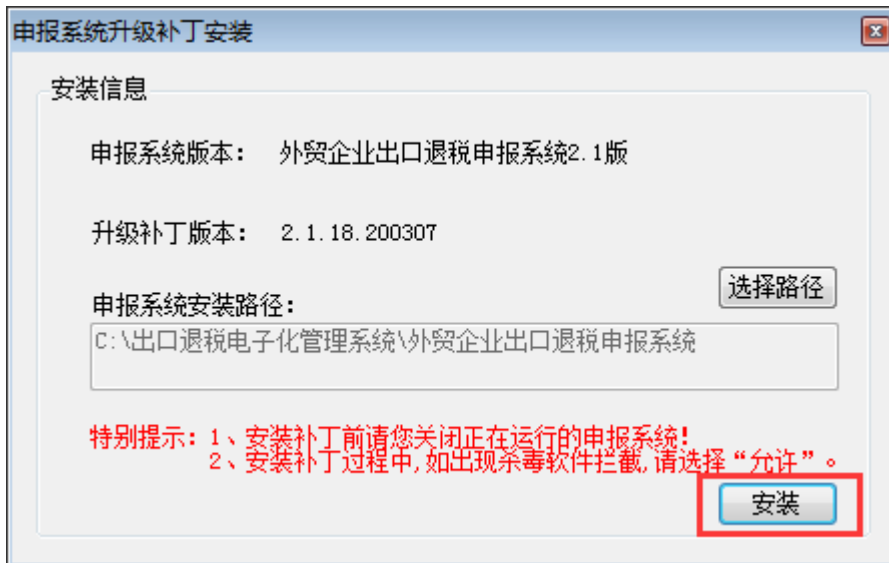 申报系统升级补丁安装
安装信息
申报系统版本： 外贸企业出口退税申报系统2.1版
升级补丁版本： 2.1.18.200307
选择路径
申报系统安装路径：
C:\出口退税电子化管理系统\外贸企业出口退税申报系统
特别提示：1、安装补丁前请您关闭正在运行的申报系统！
2、安装补丁过程中,如出现杀毒软件拦截,请选择“允许”。
安装